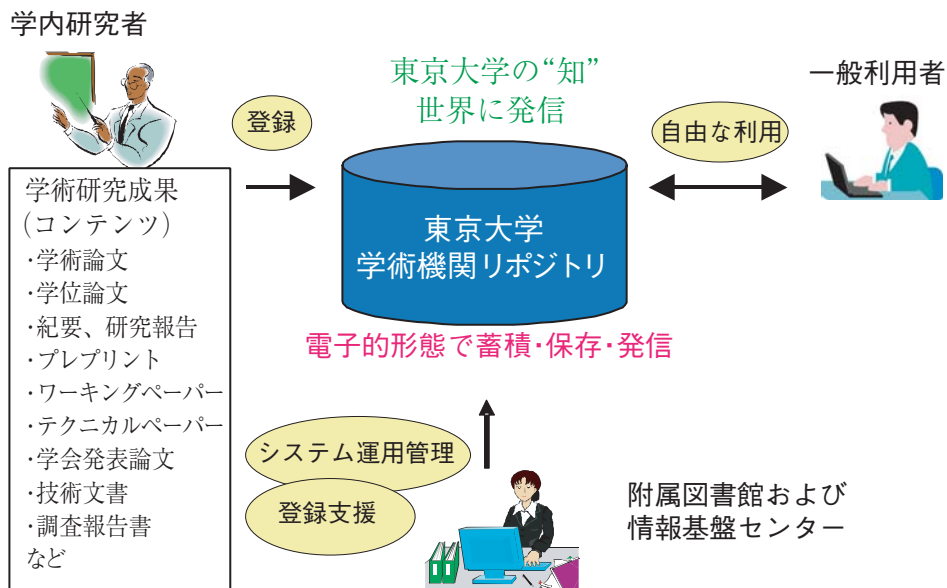 学内研究者
東京大学の“知”
世界に発信
一般利用者
登録
自由な利用
学術研究成果
(コンテンツ)
・学術論文
・学位論文
・紀要、研究報告
・プレプリント
・ワーキングペーパー
・テクニカルペーパー
・学会発表論文
・技術文書
・調査報告書
など
東京大学
学術機関リポジトリ
電子的形態で蓄積・保存・発信
システム運用管理
登録支援
附属図書館および
情報基盤センター